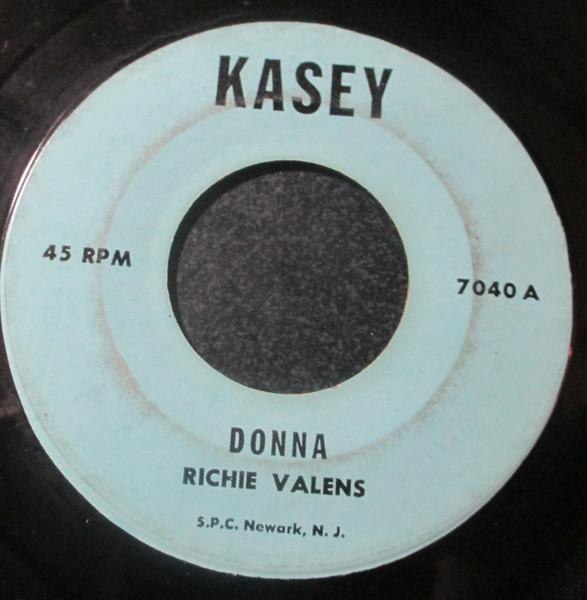 KASEY
45 RPM
7040 A
DONNA
RICHIE VALENS
S.P.C. Newark, N. J.